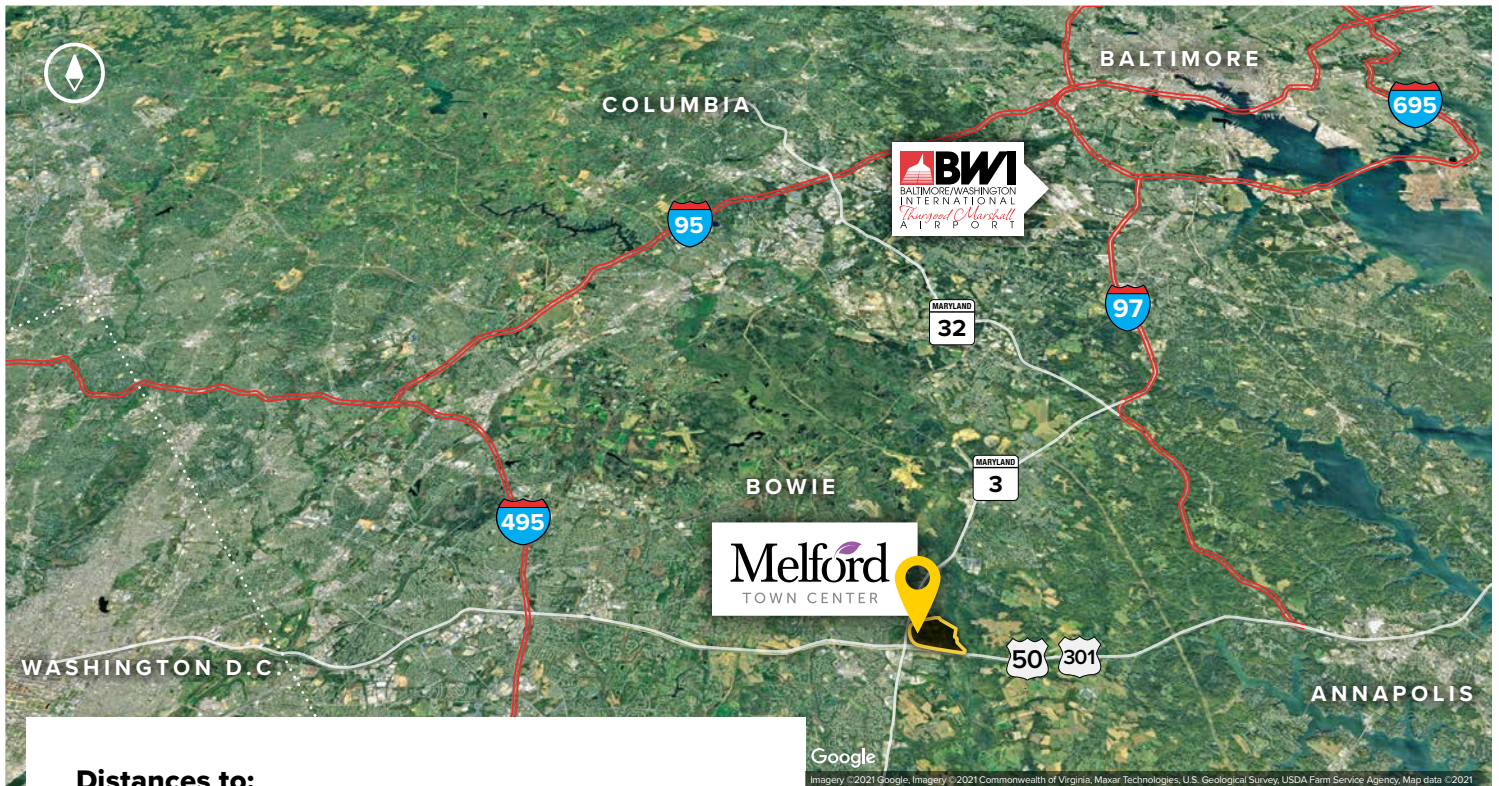 BALTIMORE
COLUMBIA
695
BWI
BALTIMORE/WASHINGTON
INTERNATIONAL
Thurgood Marshall
AIRPORT
95
97
MARYLAND
32
MARYLAND
3
BOWIE
495
Melford
TOWN CENTER
50
301
WASHINGTON D.C.
ANNAPOLIS
Distances to:
Google
Imagery ©2021 Google, Imagery ©2021 Commonwealth of Virginia, Maxar Technologies, U.S. Geological Survey, USDA Farm Service Agency, Map data ©2021